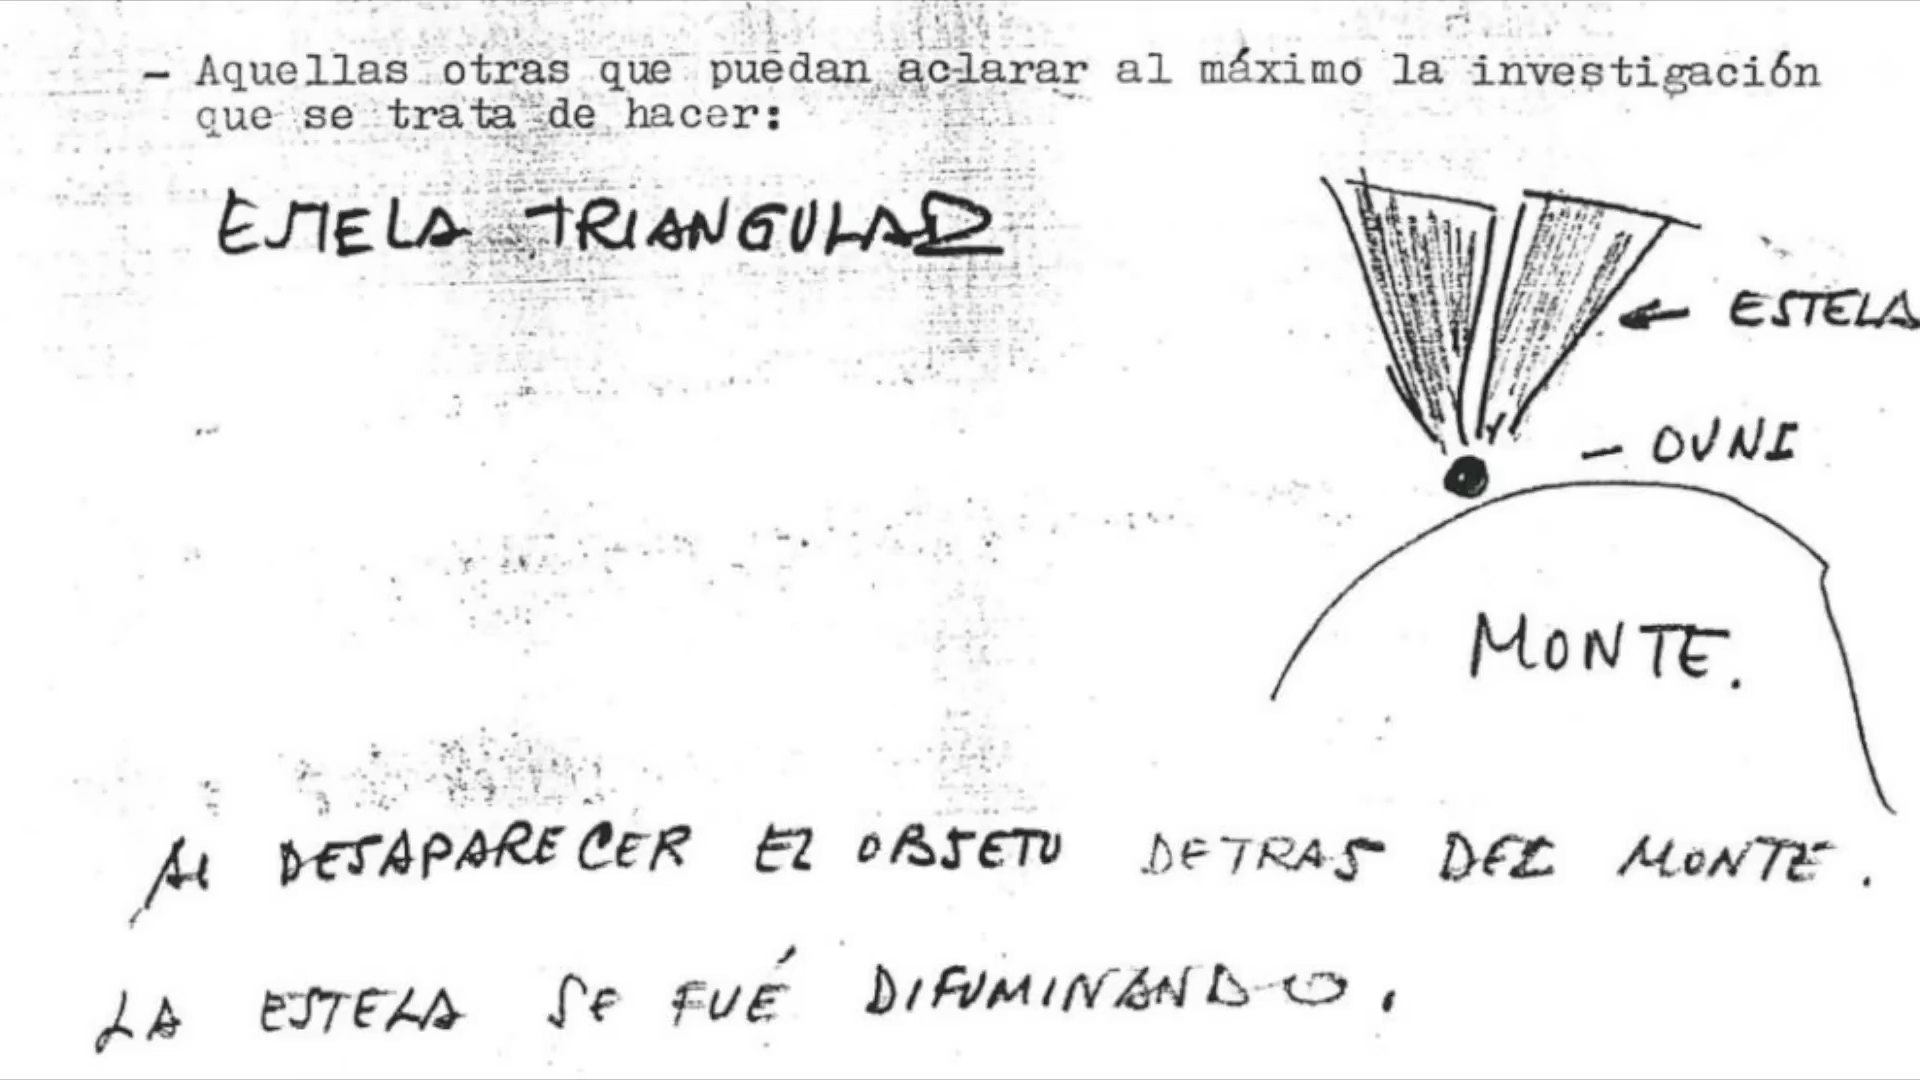 - Aquellas otras que puedan aclarar al máximo la investigación
que se trata de hacer:
ESTELA TRIANGULAR
← ESTELA
- OVNI
MONTE.
Al DESAPARECER El OBJETO DETRAS DEL MONTE.
LA ESTELA SE FUÉ DIFUMINANDO.